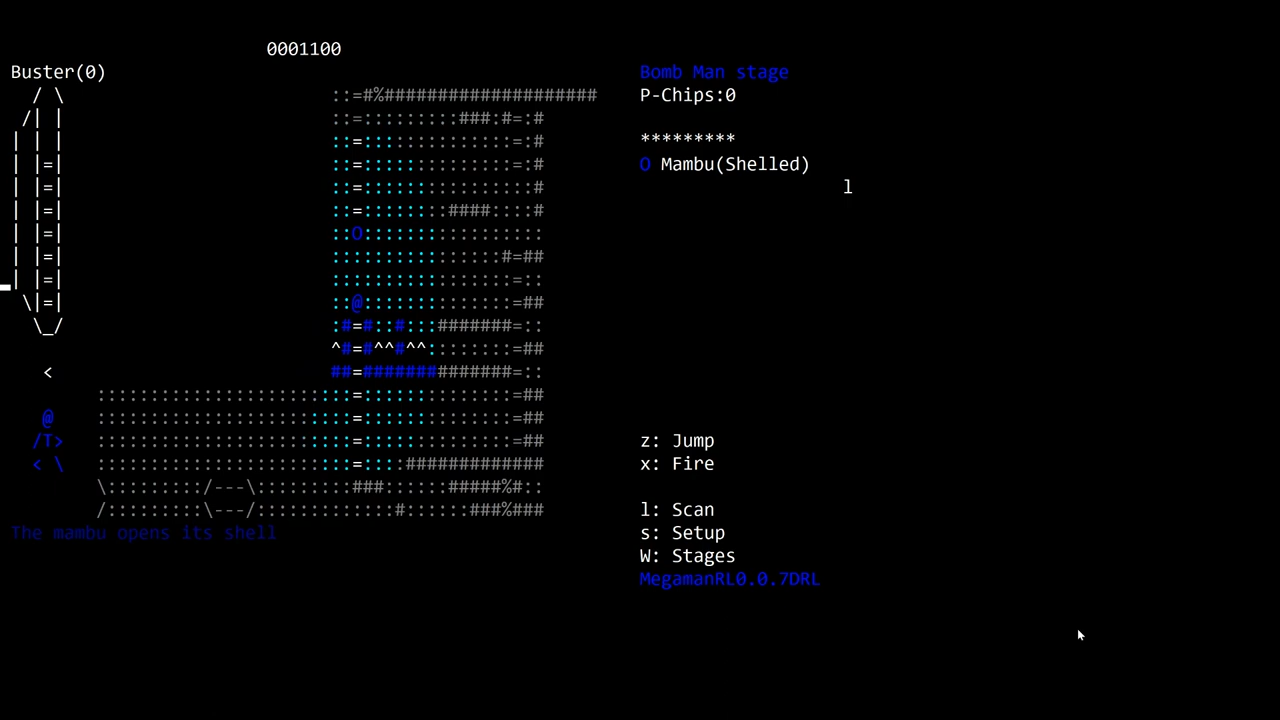 0001100
Buster(0)
Bomb Man stage
P-Chips:0
*********
O Mambu(Shelled)
l
z: Jump
x: Fire
l: Scan
s: Setup
W: Stages
The mambu opens its shell
MegamanRL0.0.7DRL